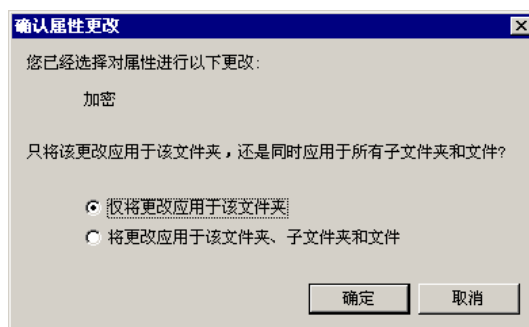 确认属性更改
您已经选择对属性进行以下更改:
加密
只将该更改应用于该文件夹，还是同时应用于所有子文件夹和文件?
仅将更改应用于该文件夹
将更改应用于该文件夹、子文件夹和文件
确定
取消